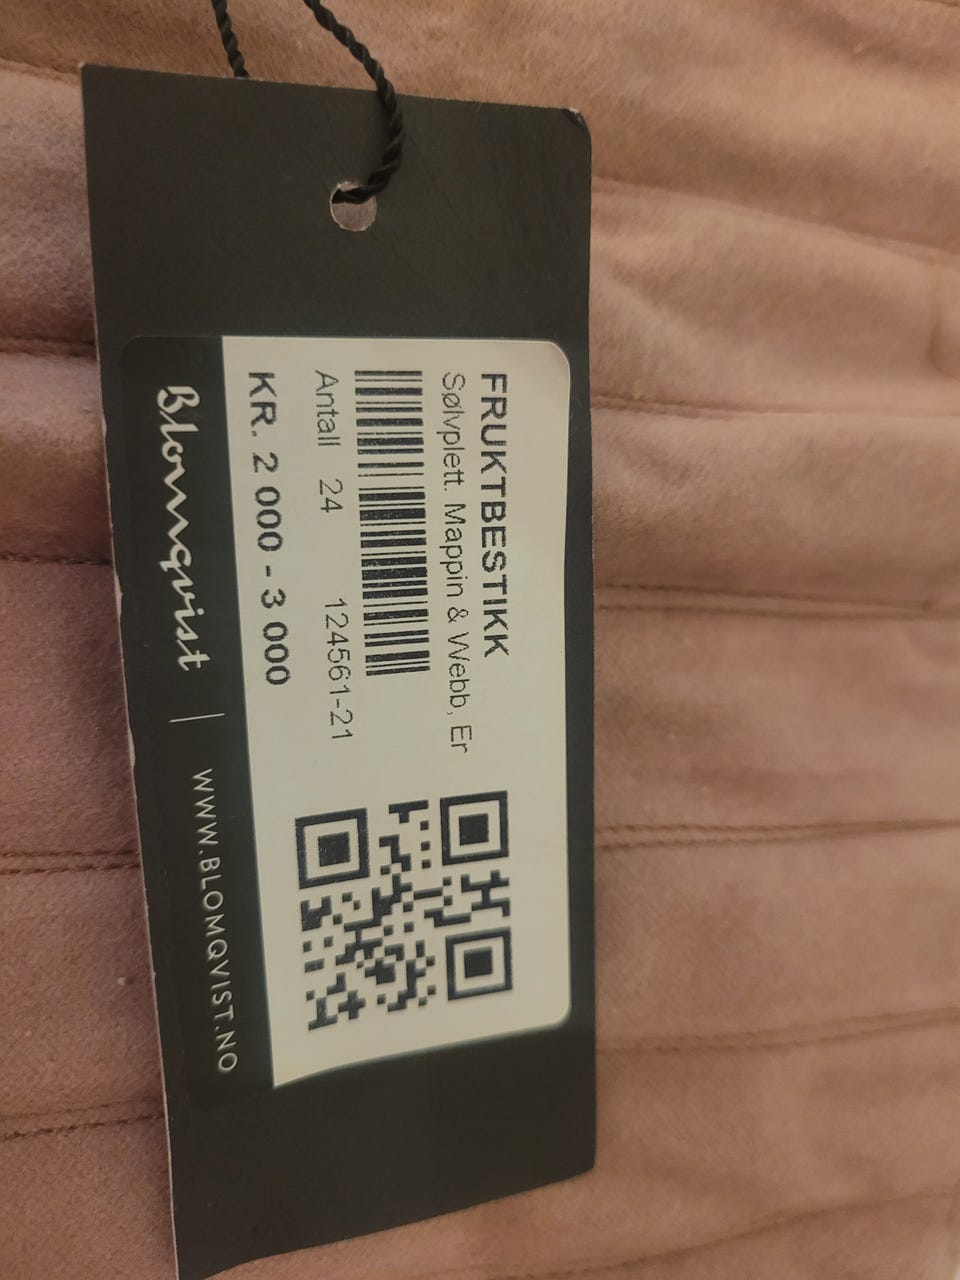 FRUKTBESTIKK
Sølvplett. Mappin & Webb, Er
Antall 24 124561-21
KR. 2 000 - 3 000
Blomqvist | WWW.BLOMQVIST.NO